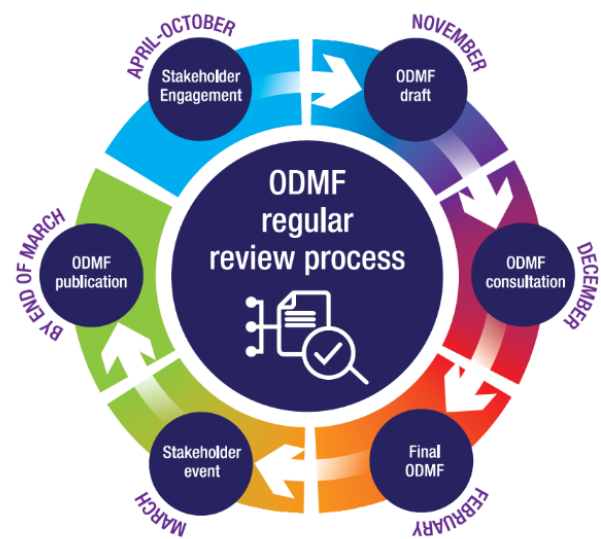 ODMF
regular
review process
APRIL-OCTOBER
Stakeholder
Engagement
NOVEMBER
ODMF
draft
DECEMBER
ODMF
consultation
FEBRUARY
Final
ODMF
MARCH
Stakeholder
event
BY END OF MARCH
ODMF
publication